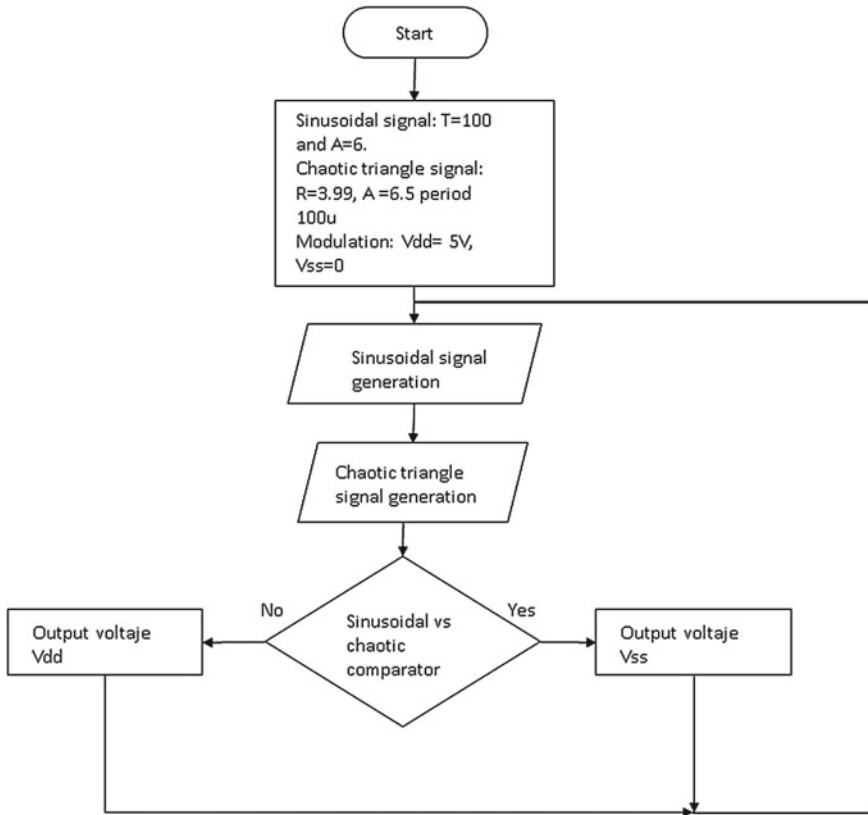 Start
Sinusoidal signal: T=100
and A=6.
Chaotic triangle signal:
R=3.99, A =6.5 period
100u
Modulation: Vdd= 5V,
Vss=0
Sinusoidal signal
generation
Chaotic triangle
signal generation
No
Sinusoidal vs
chaotic
comparator
Yes
Output voltaje
Vdd
Output voltaje
Vss